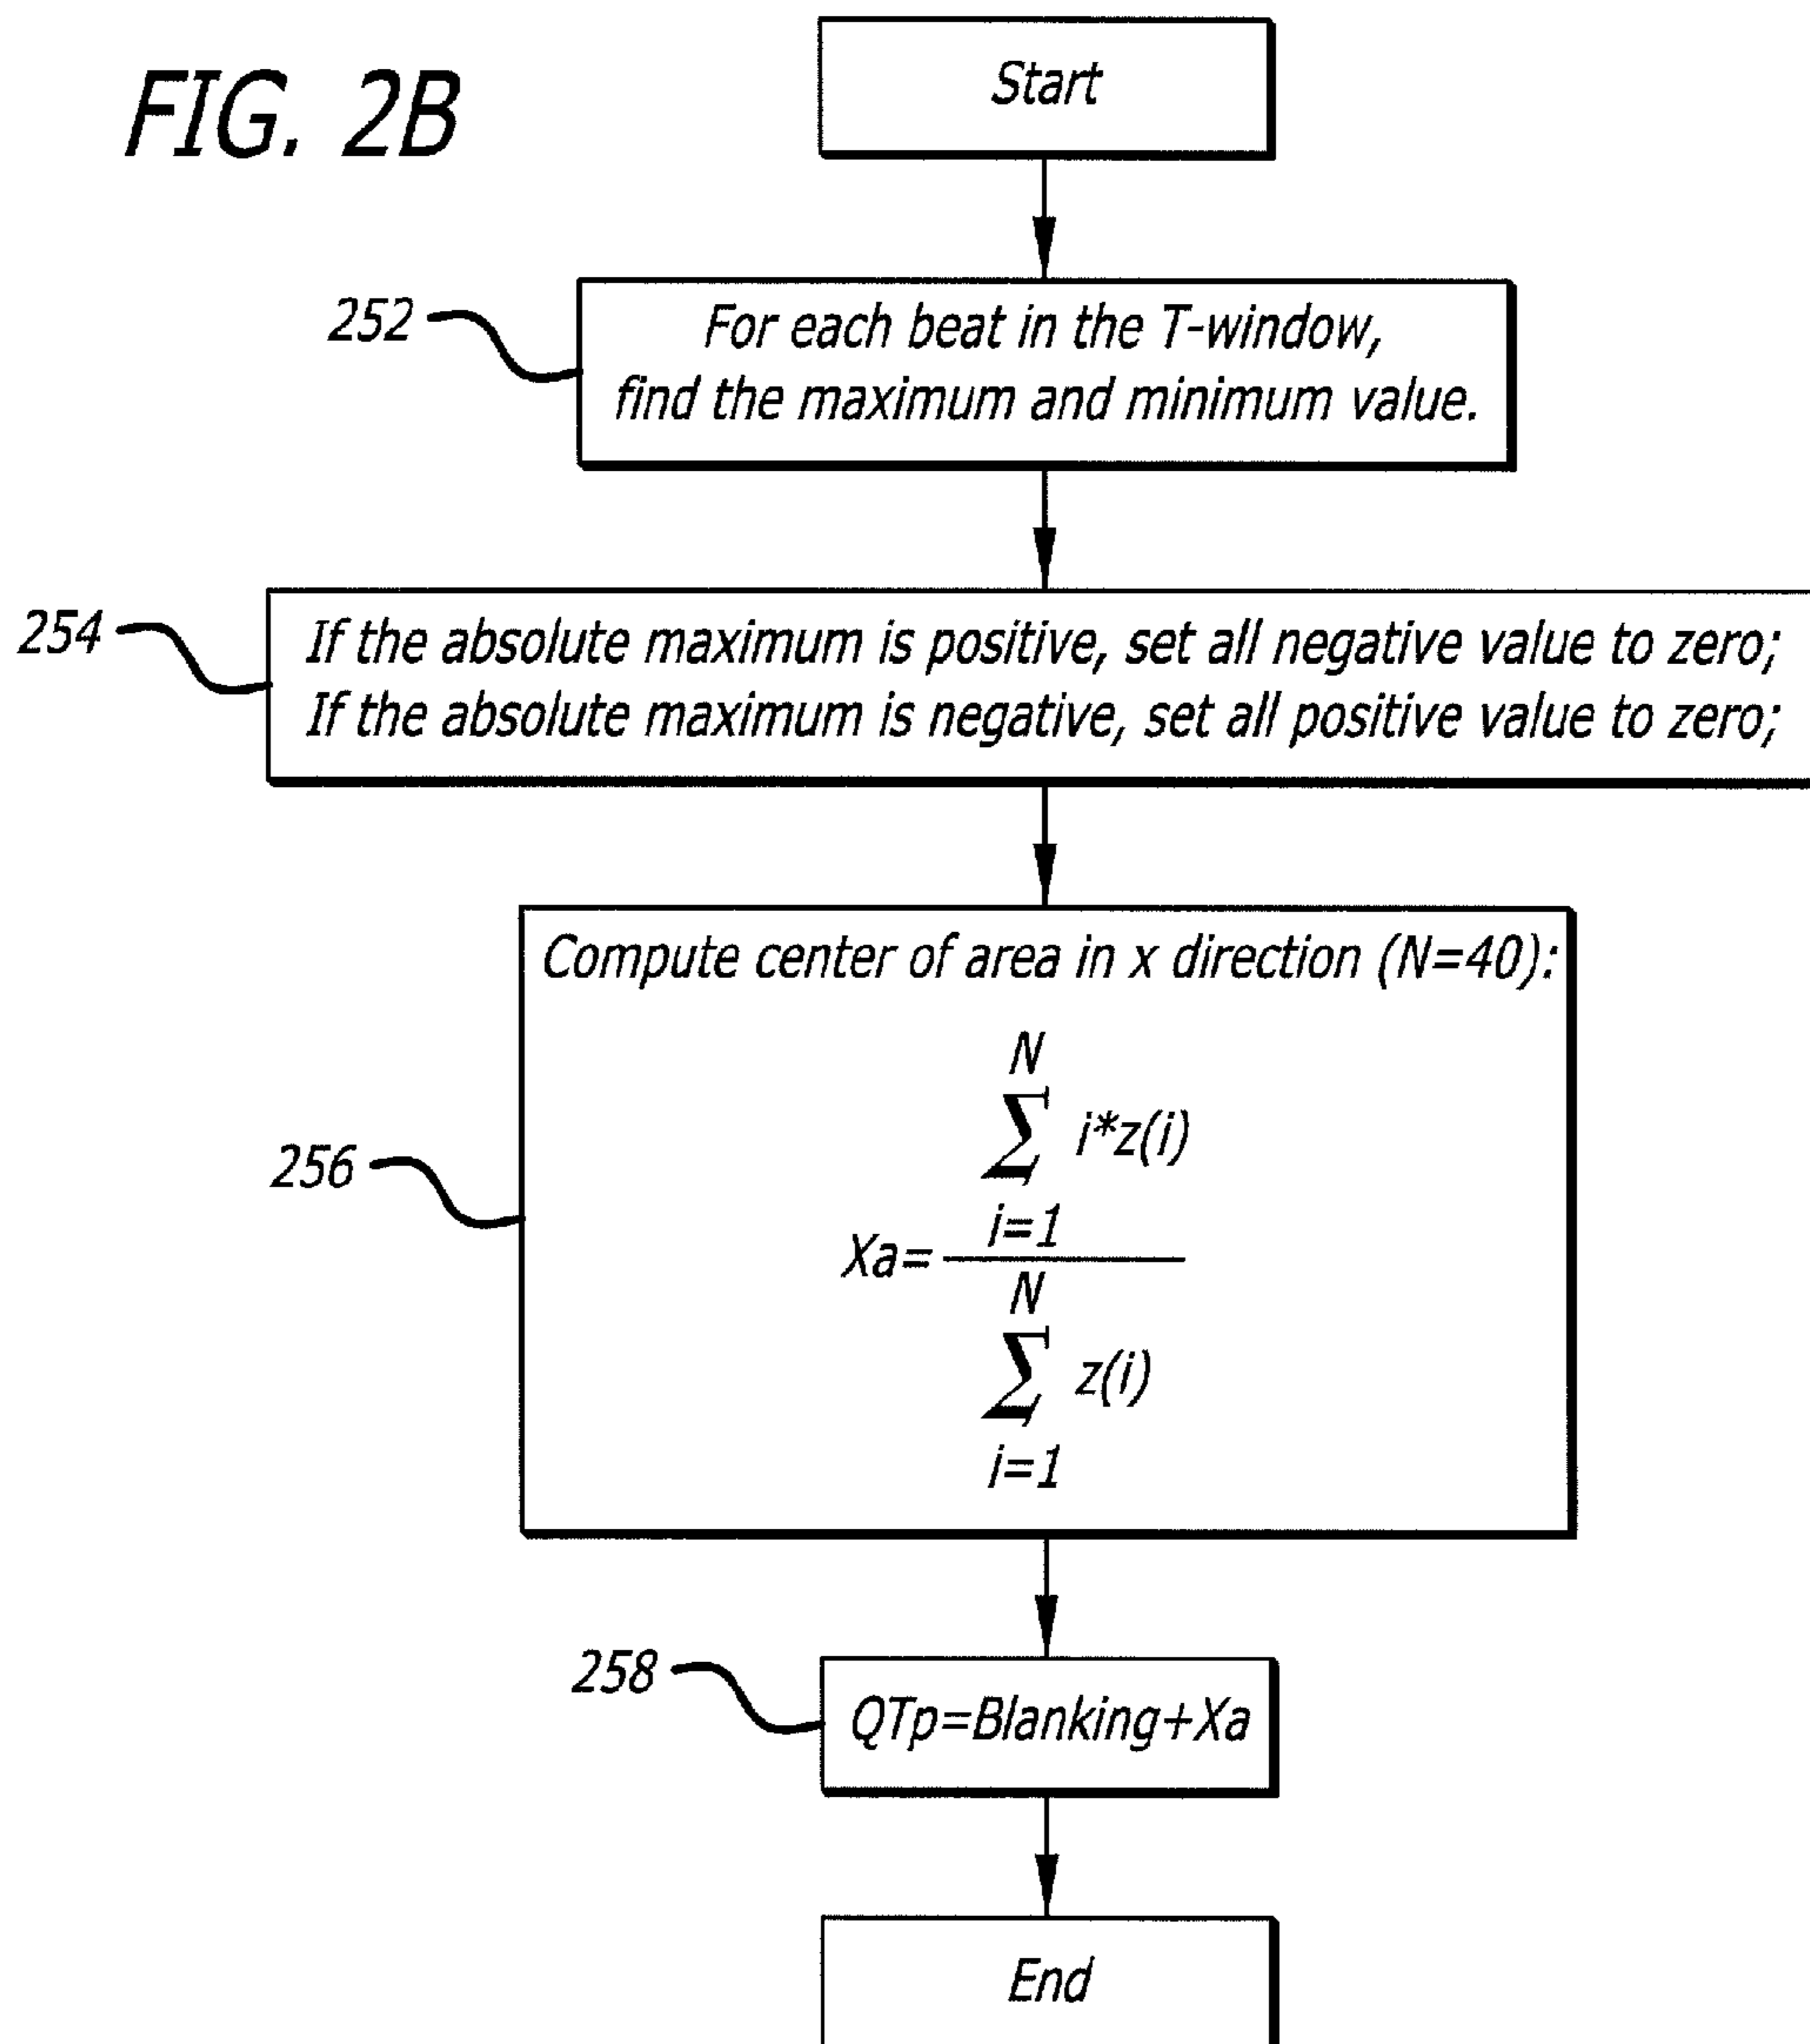 FIG. 2B
Start
252
For each beat in the T-window,
find the maximum and minimum value.
254
If the absolute maximum is positive, set all negative value to zero;
If the absolute maximum is negative, set all positive value to zero;
256
Compute center of area in x direction (N=40):
N
∑ i*z(i)
i=1
Xa=
N
∑ z(i)
i=1
258
QTp=Blanking+Xa
End